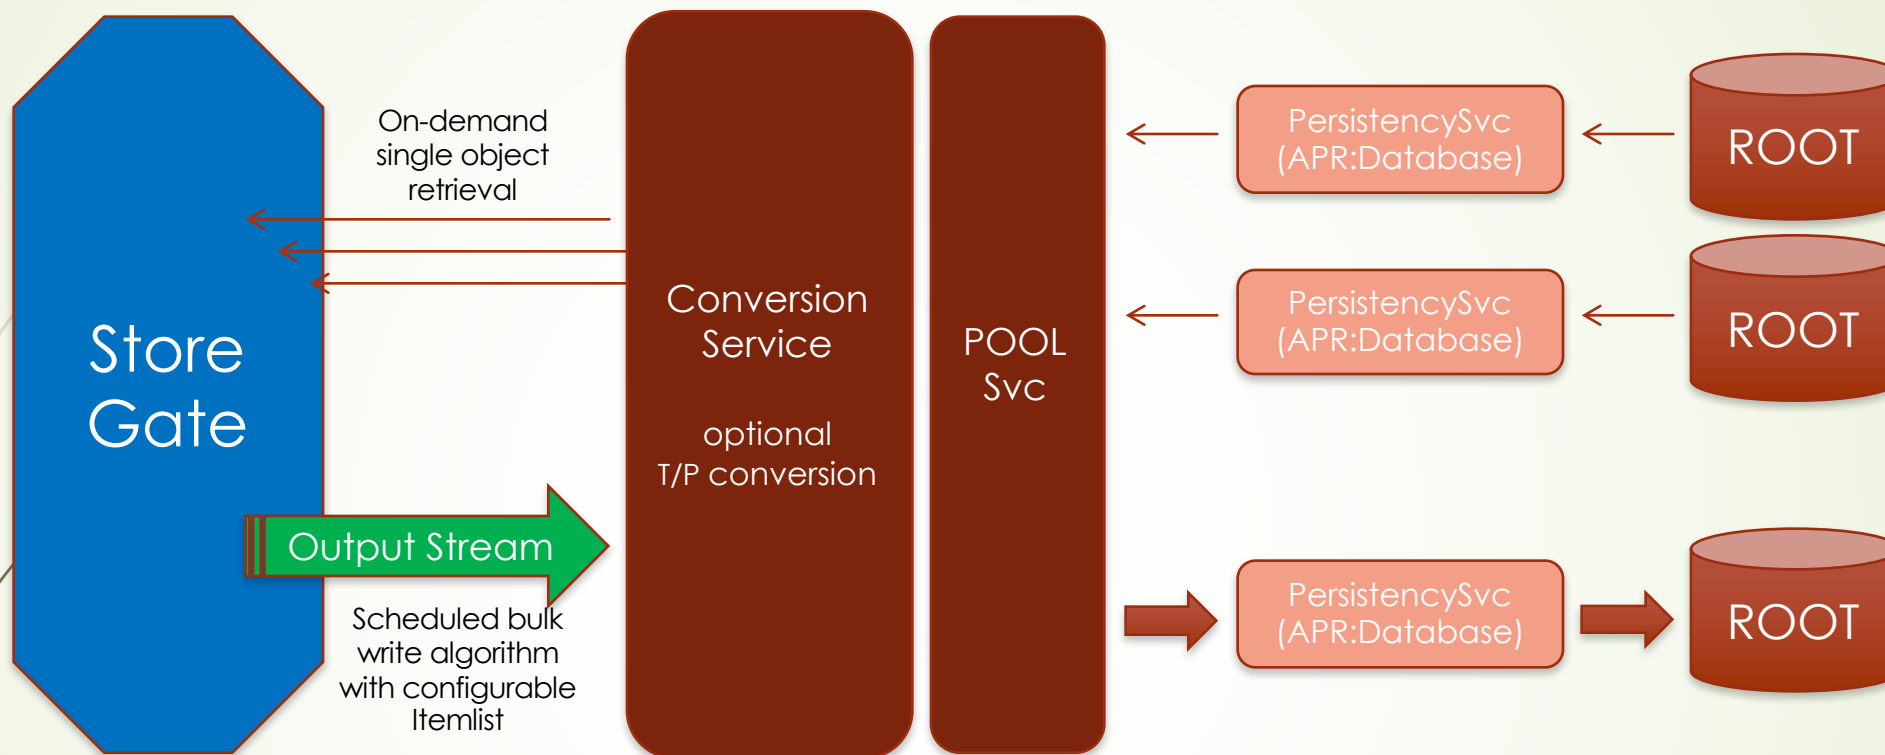 Store
Gate
On-demand
single object
retrieval
Output Stream
Scheduled bulk
write algorithm
with configurable
Itemlist
Conversion
Service
optional
T/P conversion
POOL
Svc
PersistencySvc
(APR:Database)
ROOT
PersistencySvc
(APR:Database)
ROOT
PersistencySvc
(APR:Database)
ROOT